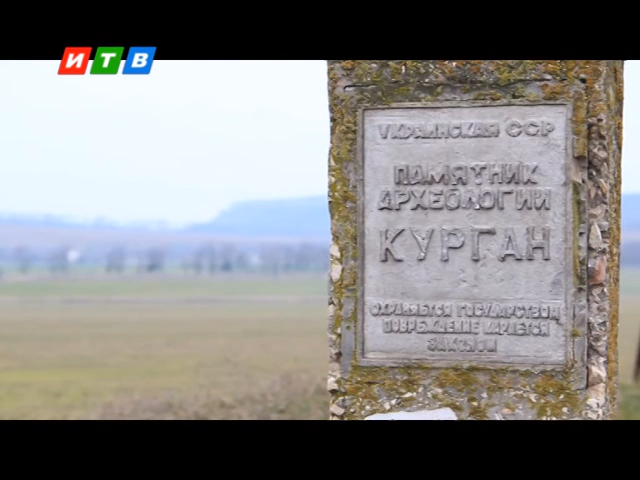 ИТВ
УКРАИНСКАЯ ССР
ПАМЯТНИК
АРХЕОЛОГИИ
КУРГАН
ОХРАНЯЕТСЯ ГОСУДАРСТВОМ
ПОВРЕЖДЕНИЕ КАРАЕТСЯ
ЗАКОНОМ